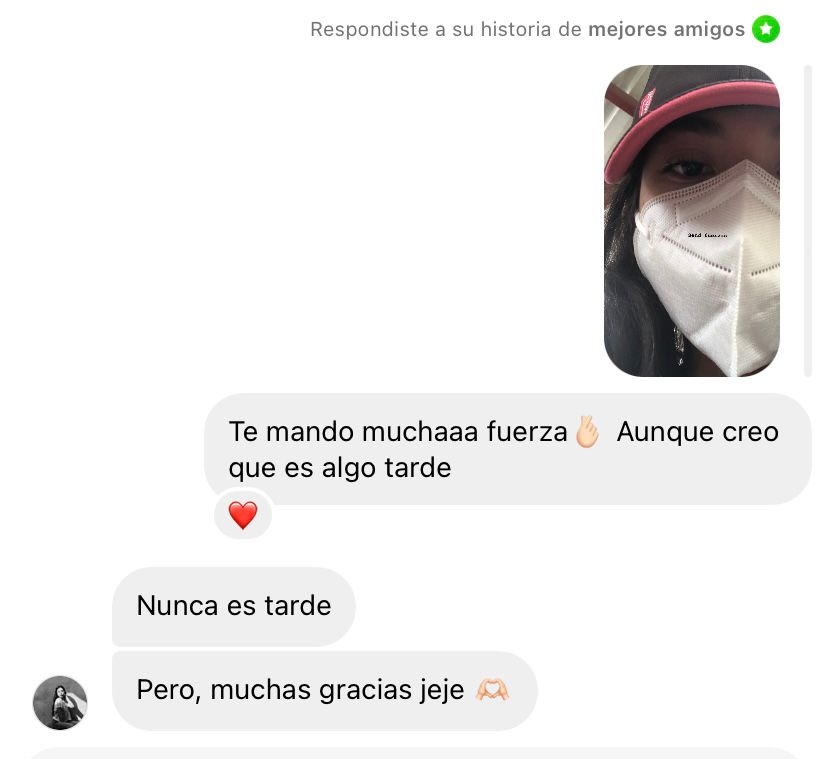 Respondiste a su historia de mejores amigos
Te mando muchaaa fuerza🫰🏻 Aunque creo
que es algo tarde
❤️
Nunca es tarde
Pero, muchas gracias jeje 🫶🏻